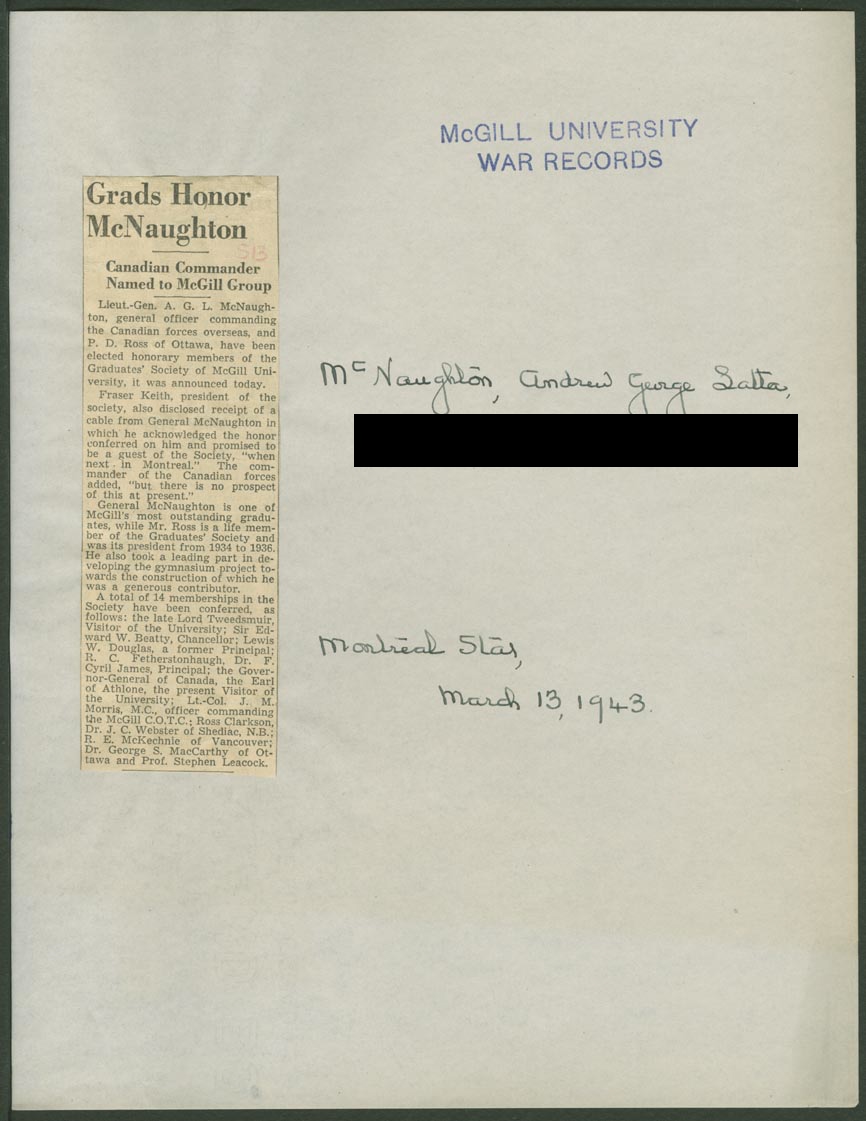 McGILL UNIVERSITY
WAR RECORDS
Grads Honor
McNaughton
S13
Canadian Commander
Named to McGill Group
Lieut.-Gen. A. G. L. McNaugh-
ton, general officer commanding
the Canadian forces overseas, and
P. D. Ross of Ottawa, have been
elected honorary members of the
Graduates' Society of McGill Uni-
versity, it was announced today.
Fraser Keith, president of the
society, also disclosed receipt of a
cable from General McNaughton in
which he acknowledged the honor
conferred on him and promised to
be a guest of the Society, "when
next in Montreal." The com-
mander of the Canadian forces
added, "but there is no prospect
of this at present."
General McNaughton is one of
McGill's most outstanding gradu-
ates, while Mr. Ross is a life mem-
ber of the Graduates' Society and
was its president from 1934 to 1936.
He also took a leading part in de-
veloping the gymnasium project to-
wards the construction of which he
was a generous contributor.
A total of 14 memberships in the
Society have been conferred, as
follows: the late Lord Tweedsmuir,
Visitor of the University; Sir Ed-
ward W. Beatty, Chancellor; Lewis
W. Douglas, a former Principal;
R. C. Fetherstonhaugh, Dr. F.
Cyril James, Principal; the Gover-
nor-General of Canada, the Earl
of Athlone, the present Visitor of
the University; Lt.-Col. J. M.
Morris, M.C., officer commanding
the McGill C.O.T.C.; Ross Clarkson,
Dr. J. C. Webster of Shediac, N.B.;
R. E. McKechnie of Vancouver;
Dr. George S. MacCarthy of Ot-
tawa and Prof. Stephen Leacock.
McNaughton, Andrew George Latta,
Montreal Star,
March 13, 1943.